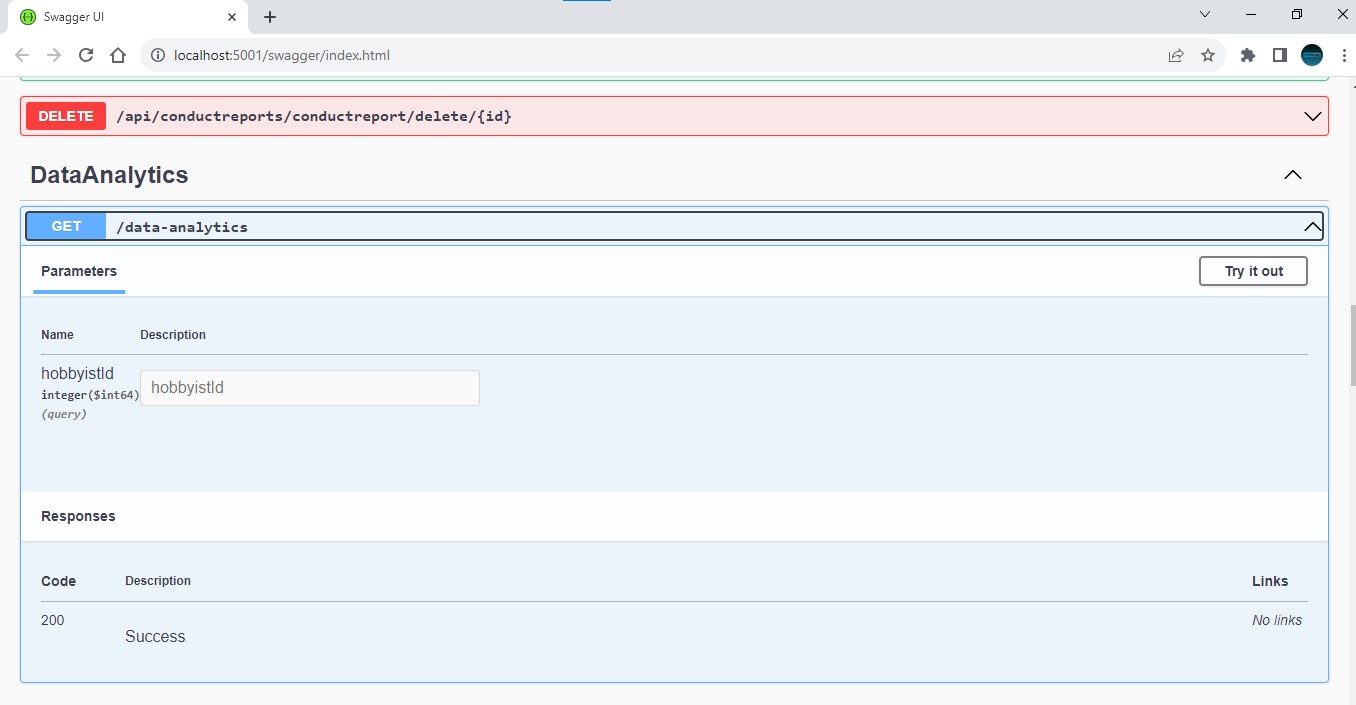 Swagger UI
localhost:5001/swagger/index.html
DELETE /api/conductreports/conductreport/delete/{id}
DataAnalytics
GET /data-analytics
Parameters
Try it out
Name Description
hobbyistId
integer($int64)
(query)
hobbyistId
Responses
Code Description Links
200
Success
No links